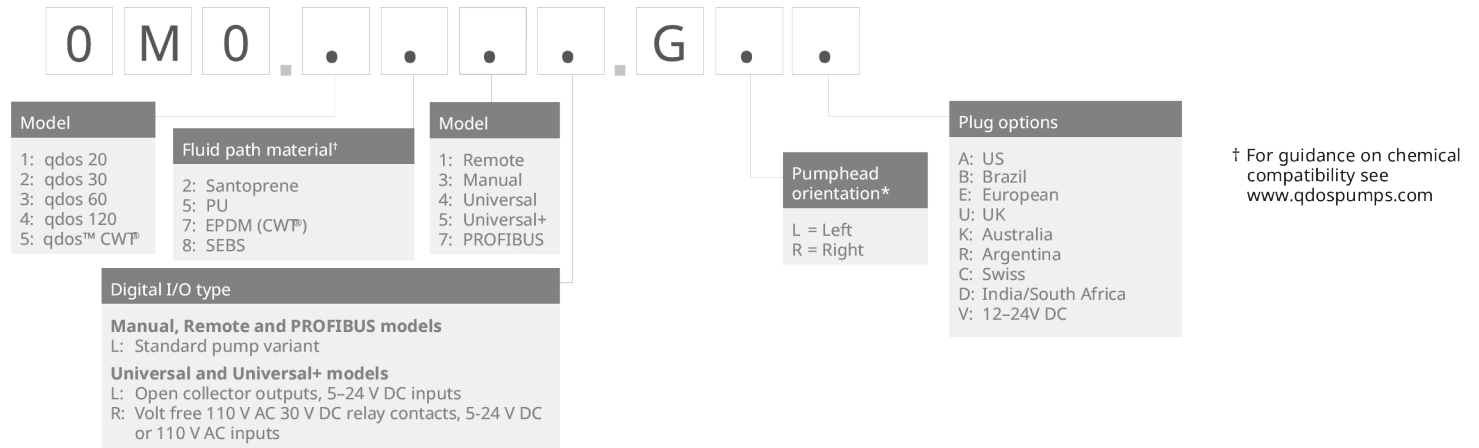 0 M 0 . . . . . . G . .
Model
1: qdos 20
2: qdos 30
3: qdos 60
4: qdos 120
5: qdos™ CWT®
Fluid path material†
2: Santoprene
5: PU
7: EPDM (CWT®)
8: SEBS
Model
1: Remote
3: Manual
4: Universal
5: Universal+
7: PROFIBUS
Digital I/O type
Manual, Remote and PROFIBUS models
L: Standard pump variant
Universal and Universal+ models
L: Open collector outputs, 5–24 V DC inputs
R: Volt free 110 V AC 30 V DC relay contacts, 5-24 V DC
or 110 V AC inputs
Pumphead
orientation*
L = Left
R = Right
Plug options
A: US
B: Brazil
E: European
U: UK
K: Australia
R: Argentina
C: Swiss
D: India/South Africa
V: 12–24V DC
† For guidance on chemical
compatibility see
www.qdospumps.com